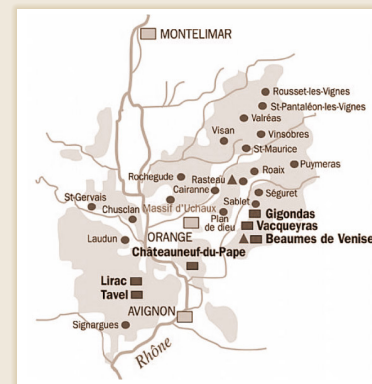 MONTELIMAR
Rousset-les-Vignes
St-Pantaléon-les-Vignes
Valréas
Visan
Vinsobres
St-Maurice
Puymeras
Rochegude
Rasteau
Roaix
Cairanne
Séguret
St-Gervais
Massif d'Uchaux
Sablet
Chusclan
Plan
de dieu
Gigondas
Vacqueyras
Laudun
ORANGE
Beaumes de Venise
Châteauneuf-du-Pape
Lirac
Tavel
AVIGNON
Signargues
Rhône